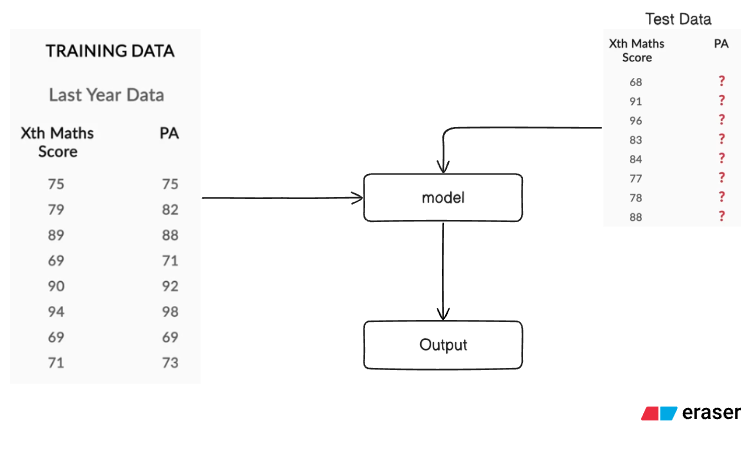 TRAINING DATA
Last Year Data
Xth Maths Score PA
75 75
79 82
89 88
69 71
90 92
94 98
69 69
71 73
model
Output
Test Data
Xth Maths Score PA
68 ?
91 ?
96 ?
83 ?
84 ?
77 ?
78 ?
88 ?
eraser